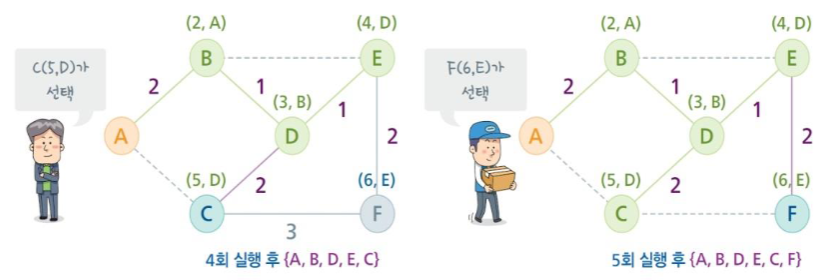 (2, A)
(4, D)
C(5,D)가
선택
B
E
2
1
(3, B)
1
A
D
2
(5, D)
2
(6, E)
C
F
3
4회 실행 후 {A, B, D, E, C}
(2, A)
(4, D)
F(6,E)가
선택
B
E
2
1
(3, B)
1
A
D
2
(5, D)
2
(6, E)
C
F
5회 실행 후 {A, B, D, E, C, F}